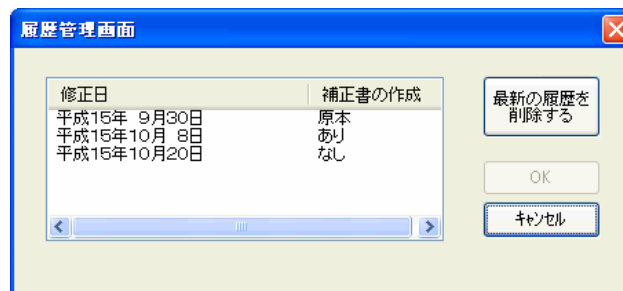 履歴管理画面
修正日 補正書の作成
平成15年 9月30日 原本
平成15年10月 8日 あり
平成15年10月20日 なし
最新の履歴を
削除する
OK
ｷｬﾝｾﾙ